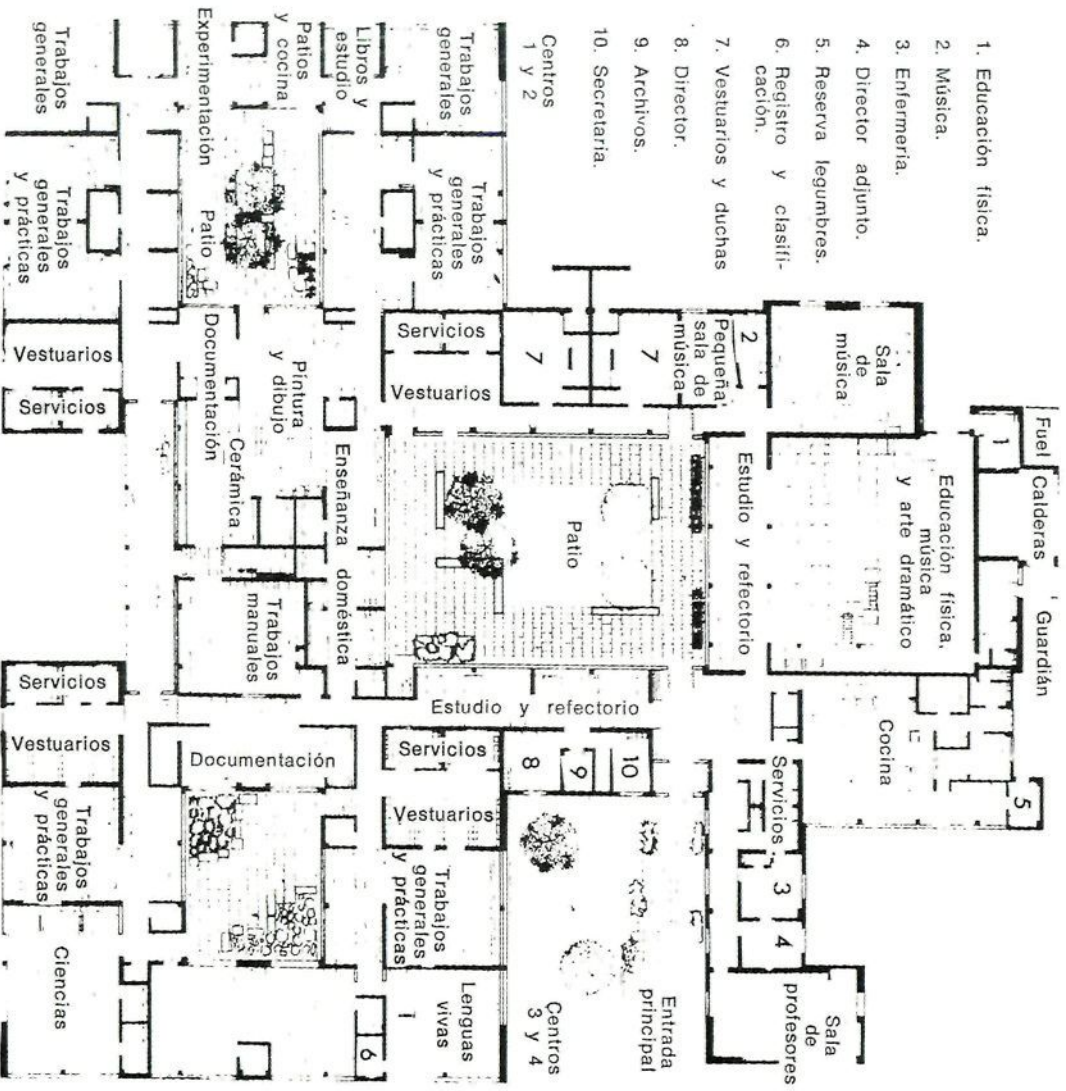 1. Educación física.
2. Música.
3. Enfermeria.
4. Director adjunto.
5. Reserva legumbres.
6. Registro y clasifi-
cación.
7. Vestuarios y duchas
8. Director.
9. Archivos.
10. Secretaria.
Centros
1 y 2
Fuel
Calderas
Guardián
1
Educación física,
música
y arte dramático
Sala
de
música
2
Pequeña
sala de
música
7
7
Servicios
Vestuarios
Estudio y refectorio
Cocina
5
Servicios
3
4
Sala
de
profesores
Patio
Estudio y refectorio
10
9
8
Entrada
principal
Centros
3 y 4
Trabajos
generales
Libros y
estudio
Patios
y cocina
Experimentación
Trabajos
generales
Trabajos
generales
y prácticas
Patio
Trabajos
generales
y prácticas
Pintura
y dibujo
Documentación
Cerámica
Enseñanza doméstica
Trabajos
manuales
Vestuarios
Servicios
Servicios
Vestuarios
Documentación
Servicios
Vestuarios
Trabajos
generales
y prácticas
Lenguas
vivas
6
Trabajos
generales
y prácticas
Ciencias